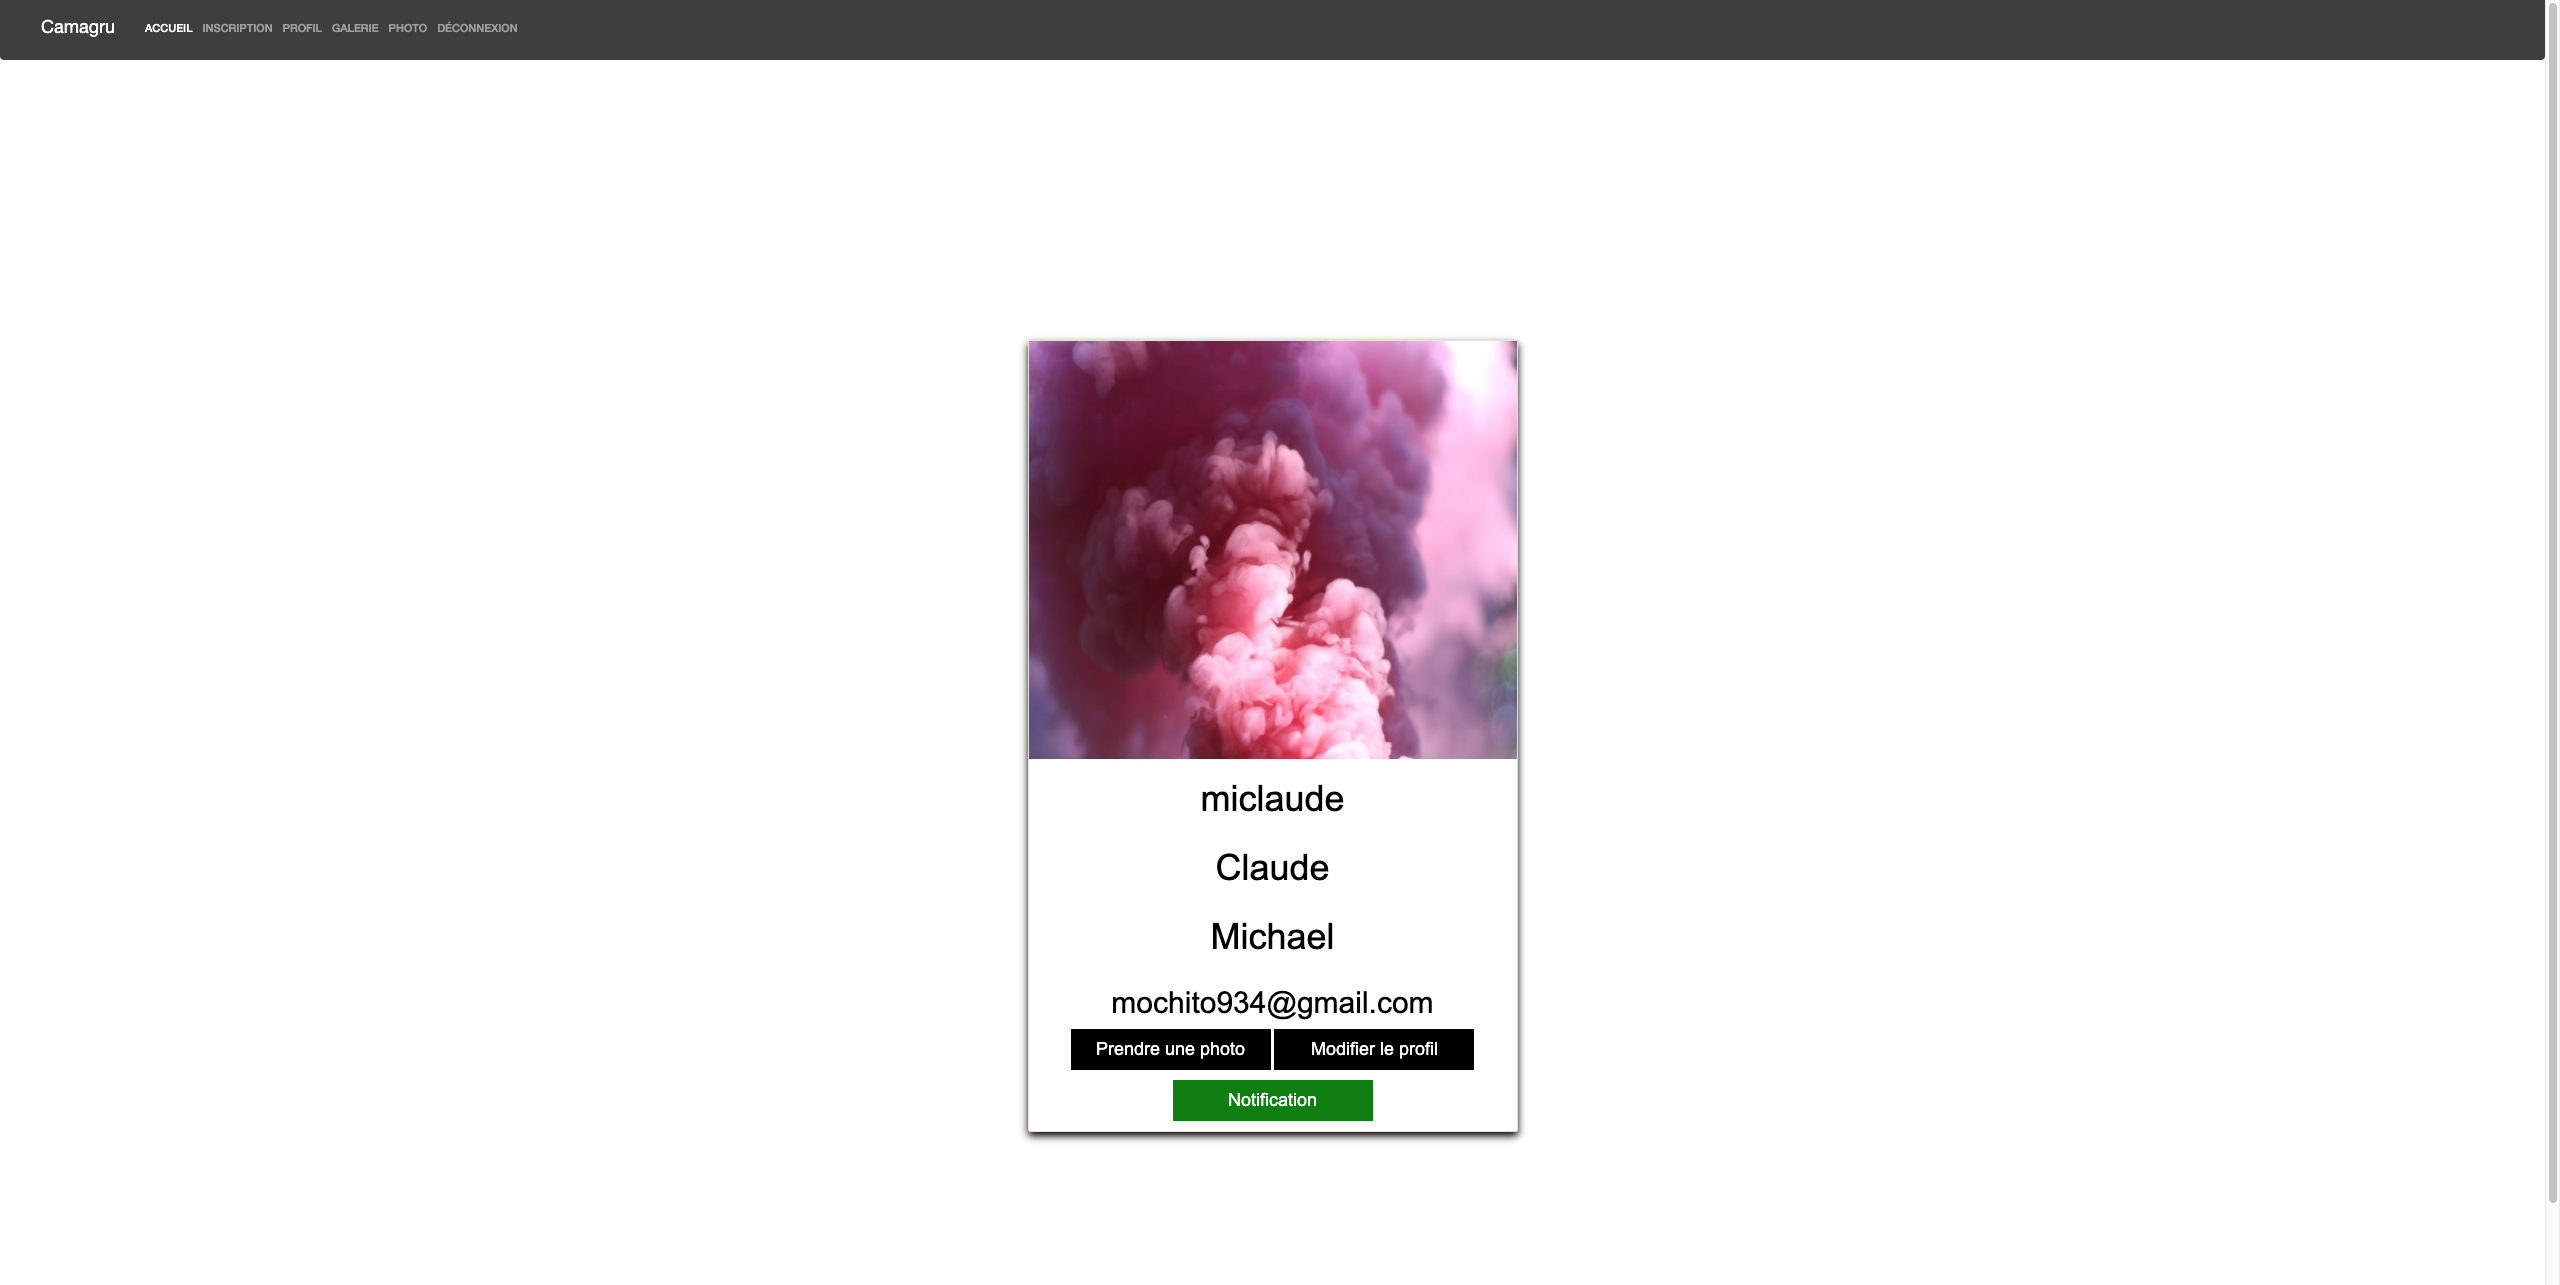 Camagru ACCUEIL INSCRIPTION PROFIL GALERIE PHOTO DÉCONNEXION
miclaude
Claude
Michael
mochito934@gmail.com
Prendre une photo Modifier le profil
Notification